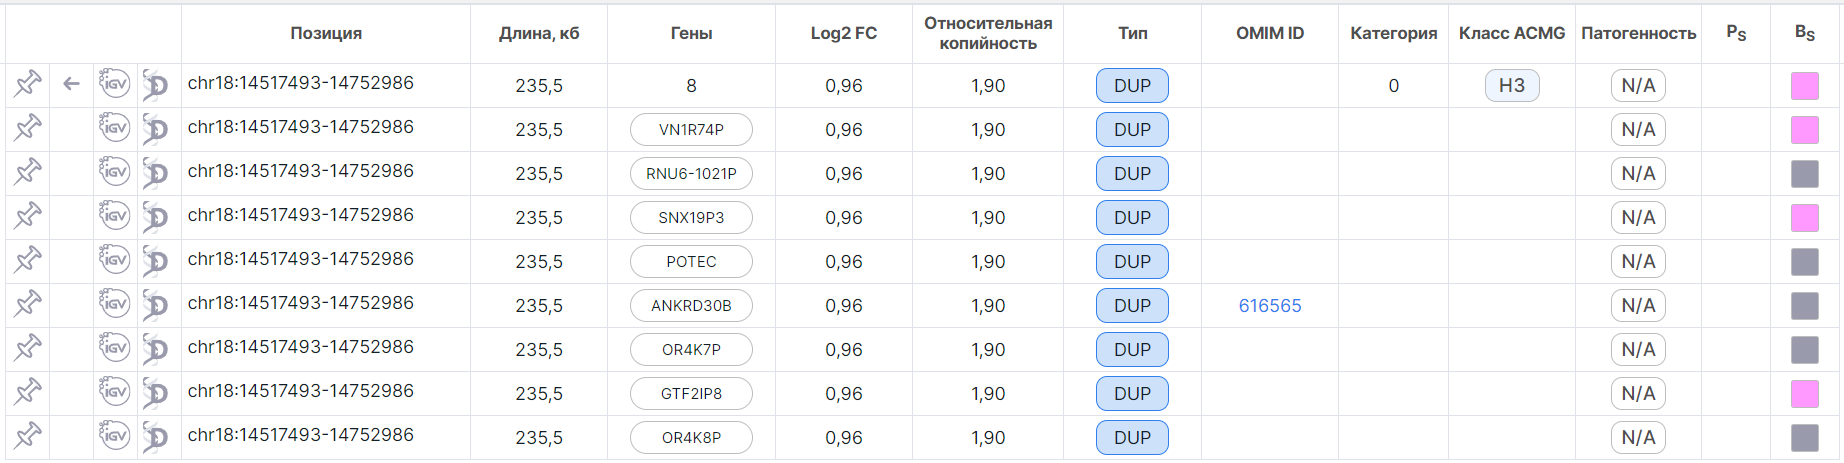 Позиция Длина, кб Гены Log2 FC Относительная копийность Тип OMIM ID Категория Класс ACMG Патогенность PS BS
IGV D chr18:14517493-14752986 235,5 8 0,96 1,90 DUP 0 НЗ N/A
IGV D chr18:14517493-14752986 235,5 VN1R74P 0,96 1,90 DUP N/A
IGV D chr18:14517493-14752986 235,5 RNU6-1021P 0,96 1,90 DUP N/A
IGV D chr18:14517493-14752986 235,5 SNX19P3 0,96 1,90 DUP N/A
IGV D chr18:14517493-14752986 235,5 POTEC 0,96 1,90 DUP N/A
IGV D chr18:14517493-14752986 235,5 ANKRD30B 0,96 1,90 DUP 616565 N/A
IGV D chr18:14517493-14752986 235,5 OR4K7P 0,96 1,90 DUP N/A
IGV D chr18:14517493-14752986 235,5 GTF2IP8 0,96 1,90 DUP N/A
IGV D chr18:14517493-14752986 235,5 OR4K8P 0,96 1,90 DUP N/A